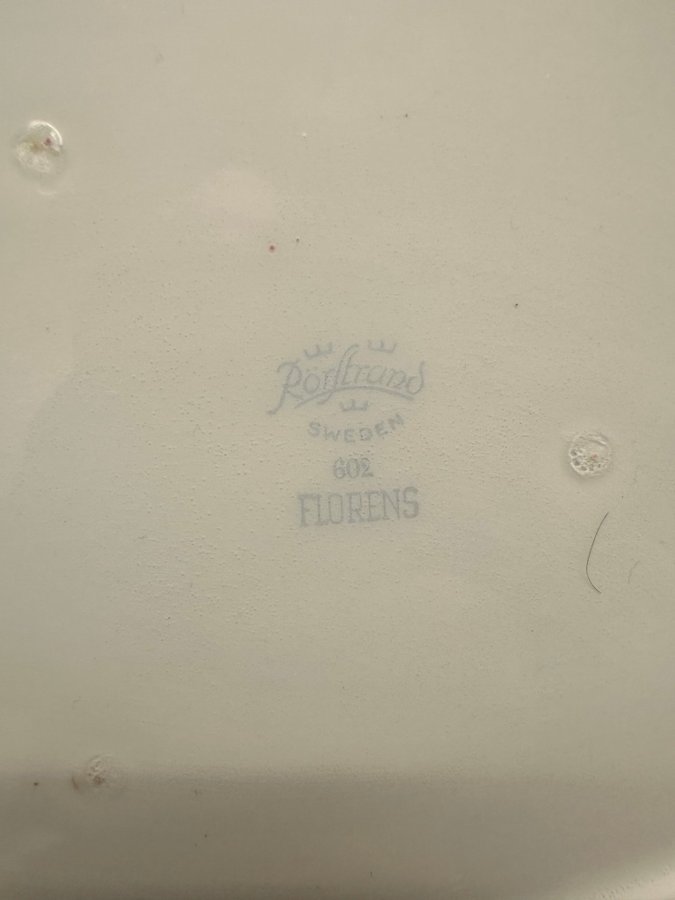 Rörstrand
SWEDEN
602
FLORENS